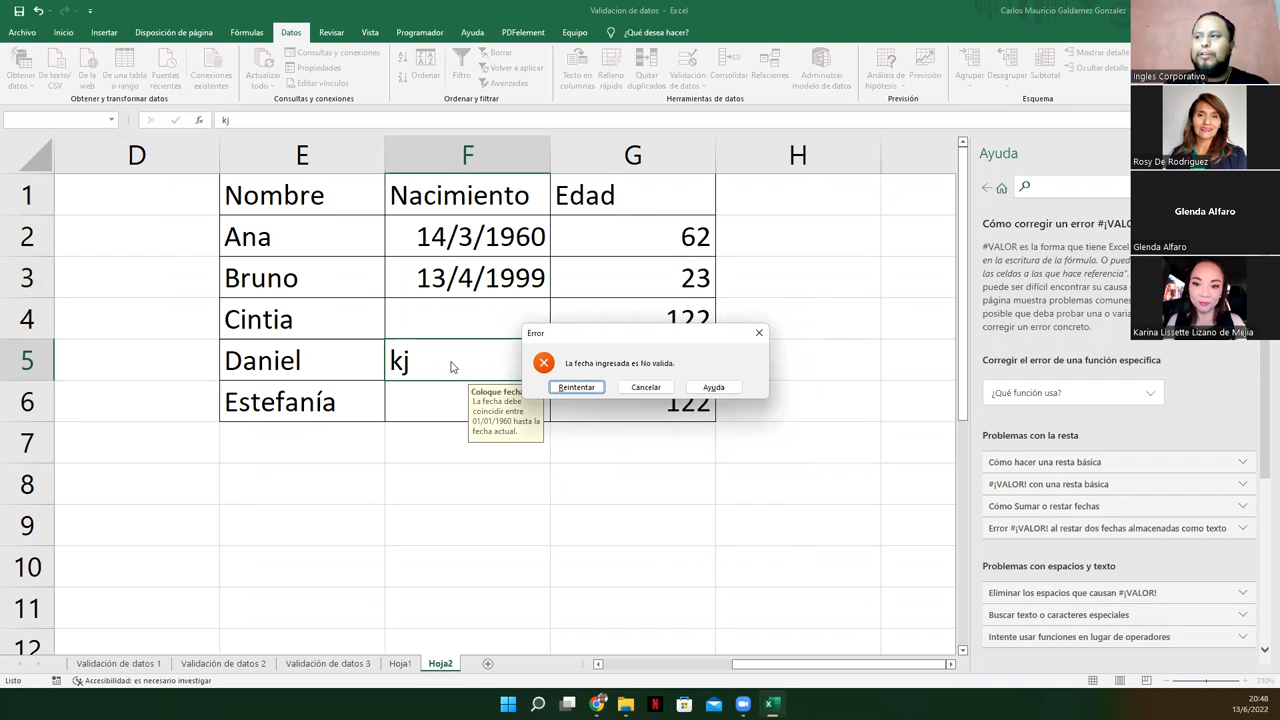 Validacion de datos - Excel
Carlos Mauricio Galdamez Gonzalez
Archivo Inicio Insertar Disposición de página Fórmulas Datos Revisar Vista Programador Ayuda PDFelement Equipo ¿Qué desea hacer?
Obtener datos
De texto/ CSV
De la web
De una tabla o rango
Fuentes recientes
Conexiones existentes
Actualizar todo
Consultas y conexiones
Propiedades
Editar vínculos
Ordenar
Filtro
Borrar
Volver a aplicar
Avanzadas
Texto en columnas
Relleno rápido
Quitar duplicados
Validación de datos
Consolidar
Relaciones
Administrar modelo de datos
Análisis de hipótesis
Previsión
Agrupar
Desagrupar
Subtotal
Mostrar detalle
Ocultar detalle
Obtener y transformar datos
Consultas y conexiones
Ordenar y filtrar
Herramientas de datos
Previsión
Esquema
fx kj
D E F G H
1 Nombre Nacimiento Edad
2 Ana 14/3/1960 62
3 Bruno 13/4/1999 23
4 Cintia 122
5 Daniel kj
6 Estefanía 122
7
8
9
10
11
12
Error
La fecha ingresada es No valida.
Reintentar Cancelar Ayuda
Coloque fecha
La fecha debe
coincidir entre
01/01/1960 hasta la
fecha actual.
Ayuda
Cómo corregir un error #¡VALO
#VALOR es la forma que tiene Excel
en la escritura de la fórmula. O pued
las celdas a las que hace referencia".
puede ser difícil encontrar su causa e
página muestra problemas comunes
posible que deba probar una o varia
corregir un error concreto.
Corregir el error de una función específica
¿Qué función usa?
Problemas con la resta
Cómo hacer una resta básica
#¡VALOR! con una resta básica
Cómo Sumar o restar fechas
Error #¡VALOR! al restar dos fechas almacenadas como texto
Problemas con espacios y texto
Eliminar los espacios que causan #¡VALOR!
Buscar texto o caracteres especiales
Intente usar funciones en lugar de operadores
Ingles Corporativo
Rosy De Rodriguez
Glenda Alfaro
Glenda Alfaro
Karina Lissette Lizano de Mejia
Validación de datos 1 Validación de datos 2 Validación de datos 3 Hoja1 Hoja2
Listo Accesibilidad: es necesario investigar
310%
20:48
13/6/2022